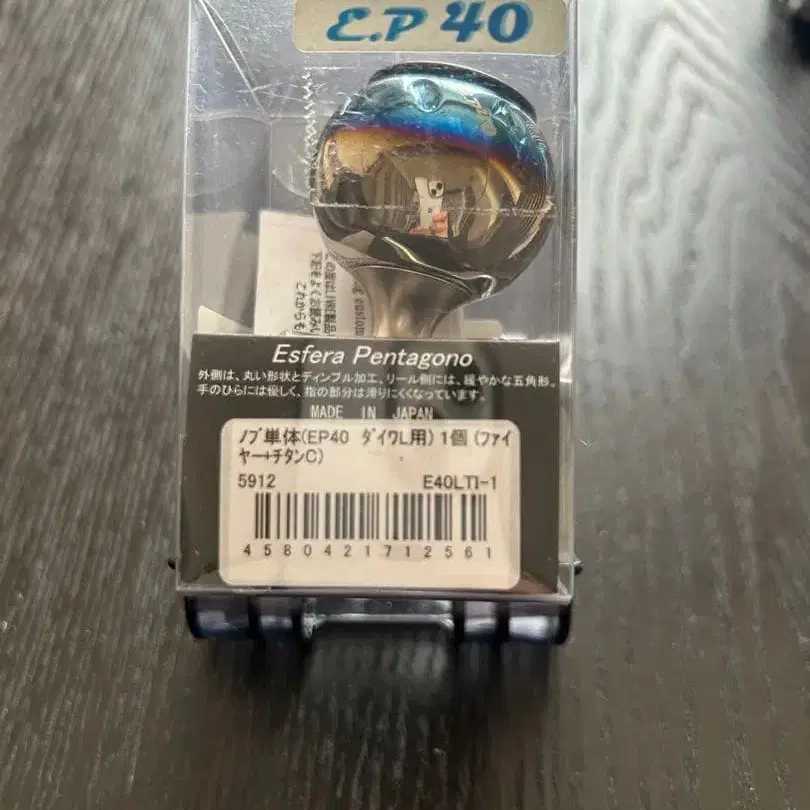 E.P 40
Esfera Pentagono
外側は、丸い形状とディンプル加工、リール側には、緩やかな五角形。
手のひらには優しく、指の部分は滑りにくくなっています。
MADE IN JAPAN
ﾉﾌﾞ単体(EP40 ﾀﾞｲﾜL用) 1個 (ﾌｧｲ
ﾔｰ+ﾁﾀﾝC)
5912 E40LTI-1
4580421712561
custom